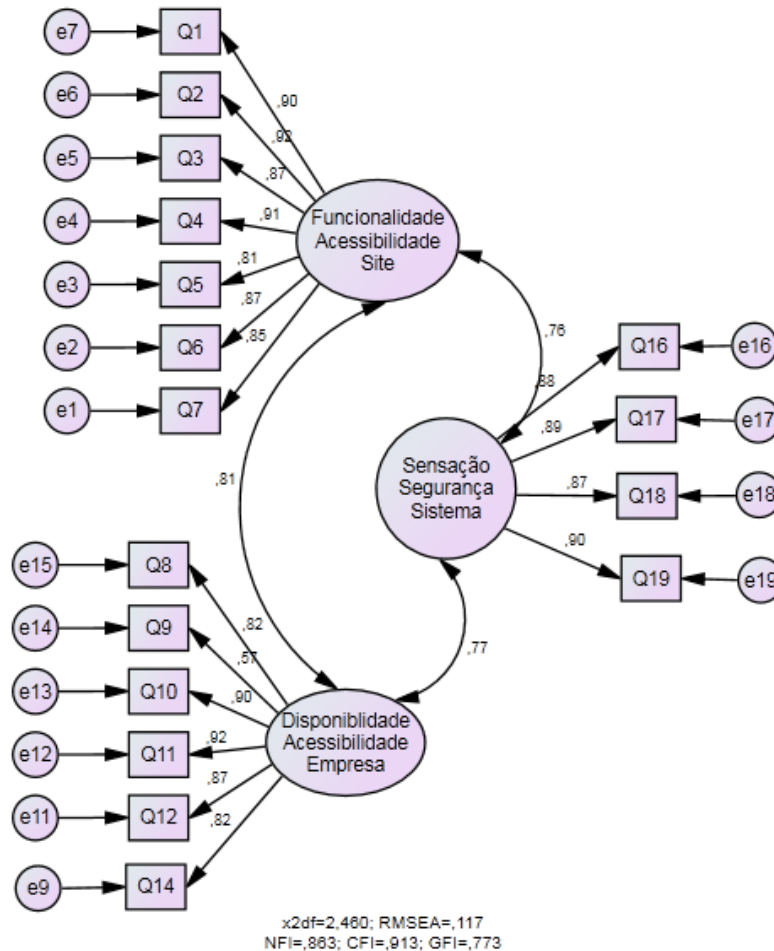 e7 Q1
e6 Q2
e5 Q3
e4 Q4
e3 Q5
e2 Q6
e1 Q7
,90
,92
,87
,91
,81
,87
,85
Funcionalidade
Acessibilidade
Site
,76
,81
Q16 e16
Q17 e17
Q18 e18
Q19 e19
,88
,89
,87
,90
Sensação
Segurança
Sistema
,77
e15 Q8
e14 Q9
e13 Q10
e12 Q11
e11 Q12
e9 Q14
,82
,57
,90
,92
,87
,82
Disponiblidade
Acessibilidade
Empresa
x2df=2,460; RMSEA=,117
NFI=,863; CFI=,913; GFI=,773